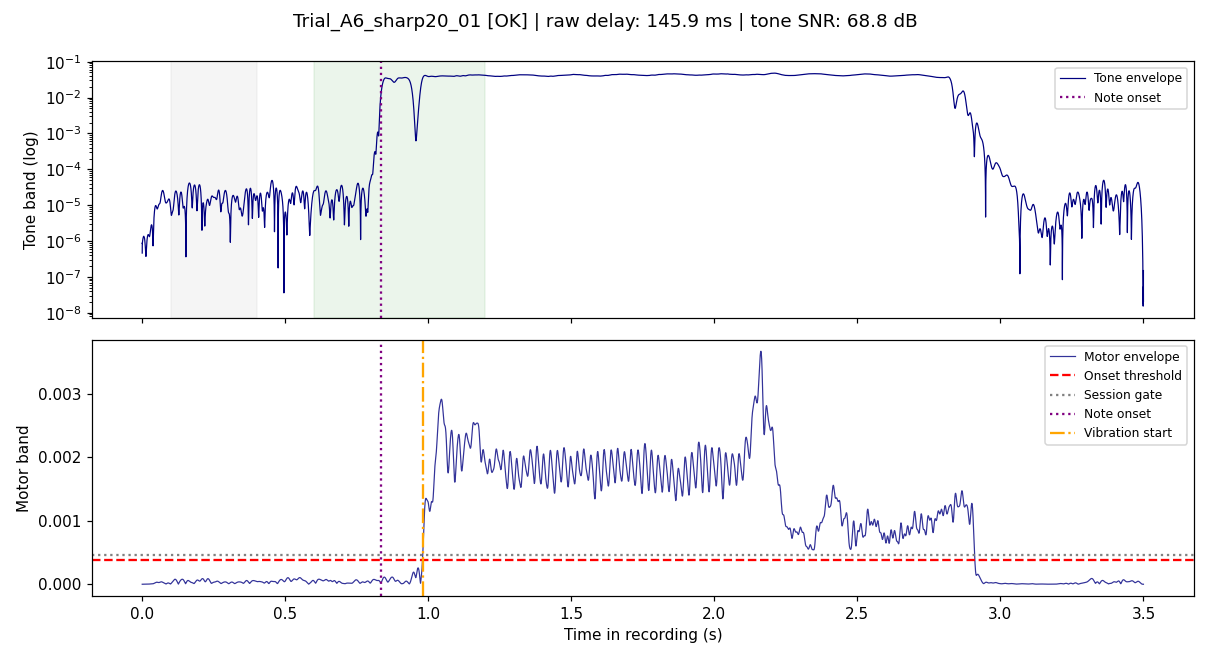 Trial_A6_sharp20_01 [OK] | raw delay: 145.9 ms | tone SNR: 68.8 dB
Tone band (log)
10⁻¹
10⁻²
10⁻³
10⁻⁴
10⁻⁵
10⁻⁶
10⁻⁷
10⁻⁸
Tone envelope
Note onset
Motor band
0.003
0.002
0.001
0.000
Motor envelope
Onset threshold
Session gate
Note onset
Vibration start
0.0 0.5 1.0 1.5 2.0 2.5 3.0 3.5
Time in recording (s)